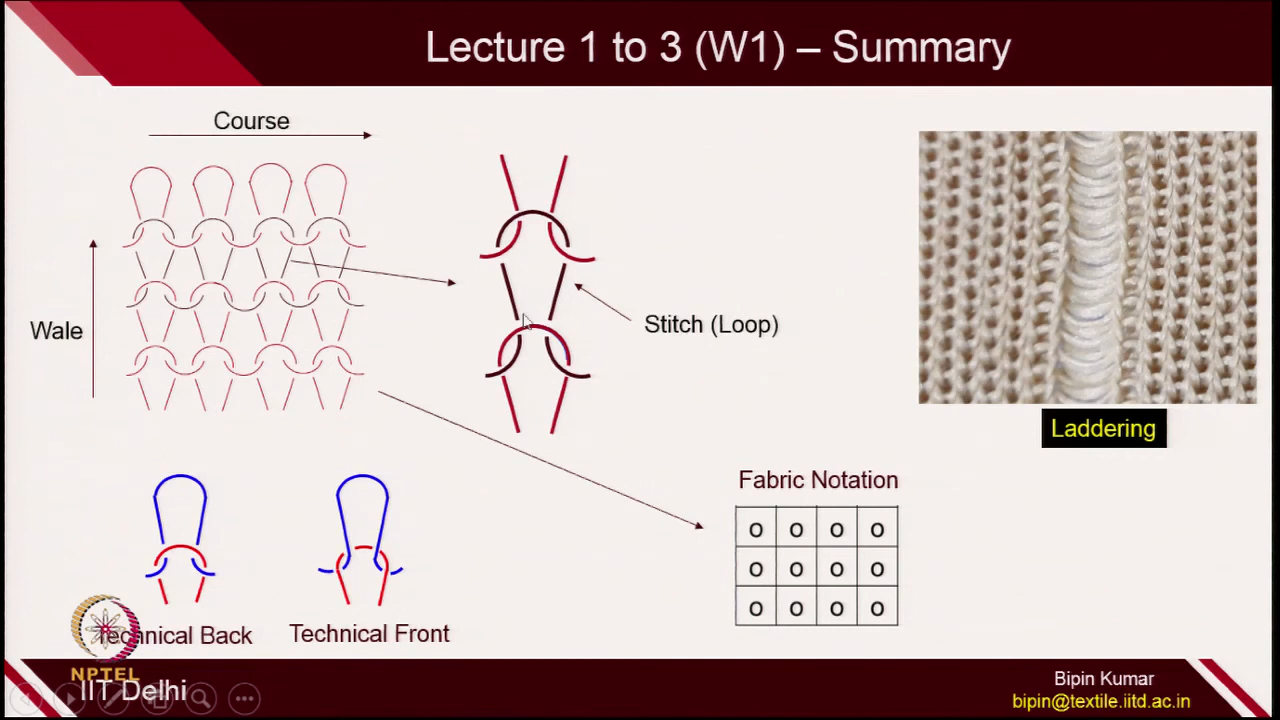 Lecture 1 to 3 (W1) – Summary
Course
Wale
Stitch (Loop)
Laddering
Fabric Notation
o o o o
o o o o
o o o o
Technical Back
Technical Front
NPTEL
IIT Delhi
Bipin Kumar
bipin@textile.iitd.ac.in